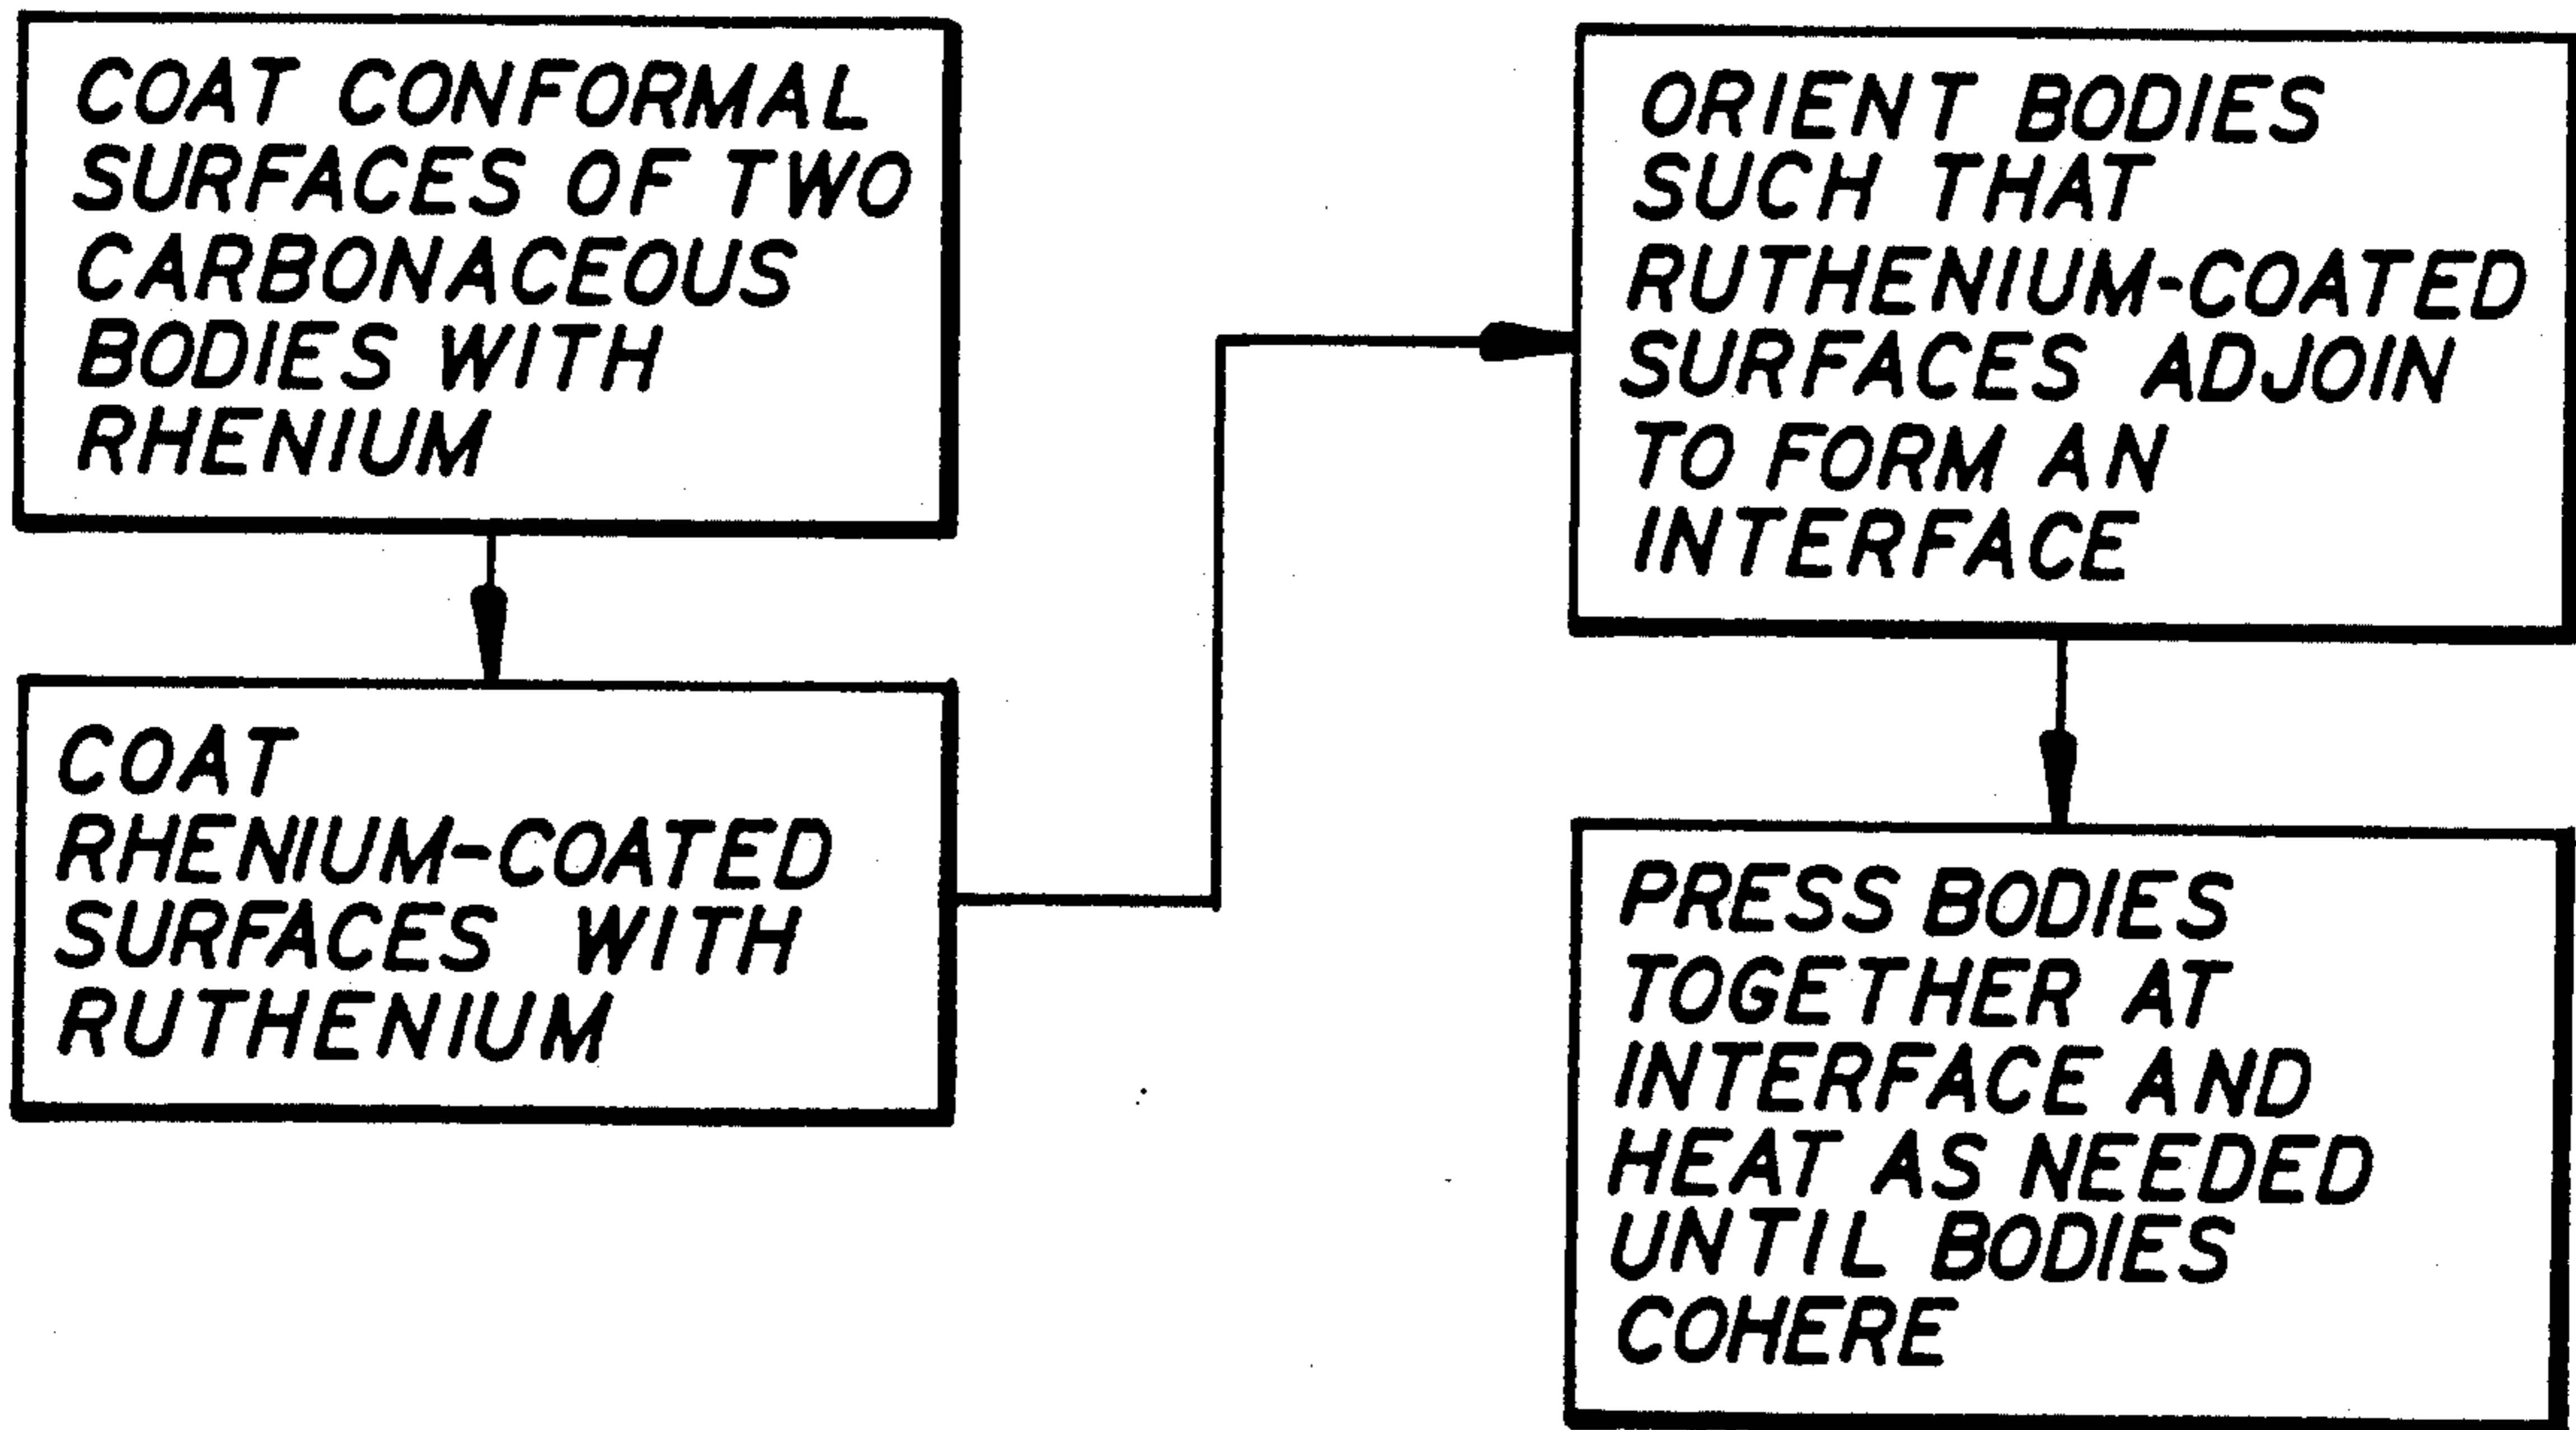 COAT CONFORMAL
SURFACES OF TWO
CARBONACEOUS
BODIES WITH
RHENIUM
COAT
RHENIUM-COATED
SURFACES WITH
RUTHENIUM
ORIENT BODIES
SUCH THAT
RUTHENIUM-COATED
SURFACES ADJOIN
TO FORM AN
INTERFACE
PRESS BODIES
TOGETHER AT
INTERFACE AND
HEAT AS NEEDED
UNTIL BODIES
COHERE